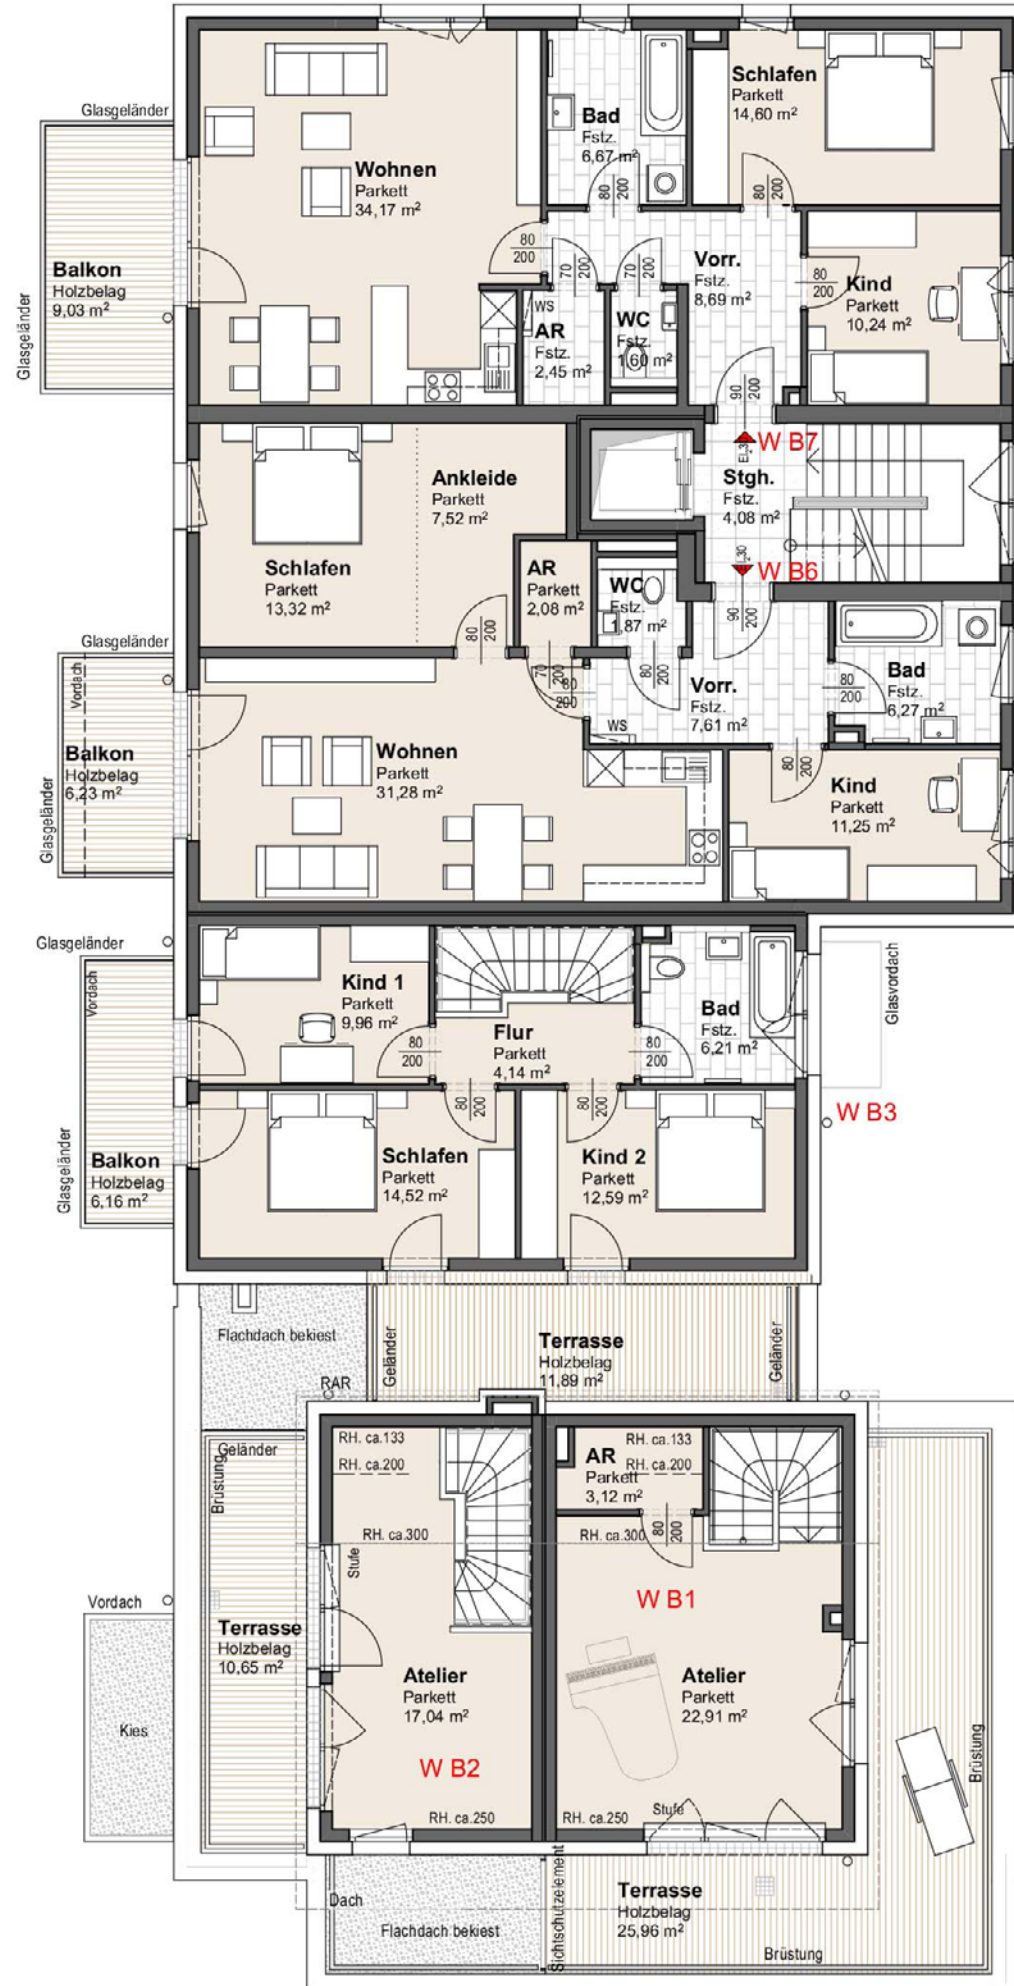 Glasgeländer
Balkon
Holzbelag
9,03 m²
Glasgeländer
Wohnen
Parkett
34,17 m²
Bad
Fstz.
6,67 m²
80
200
Schlafen
Parkett
14,60 m²
80
200
80
200
70
200
70
200
Vorr.
Fstz.
8,69 m²
80
200
Kind
Parkett
10,24 m²
WS
AR
Fstz.
2,45 m²
WC
Fstz.
1,60 m²
90
200
W B7
Stgh.
Fstz.
4,08 m²
W B6
90
200
Ankleide
Parkett
7,52 m²
Schlafen
Parkett
13,32 m²
80
200
AR
Parkett
2,08 m²
70
200
80
200
WC
Fstz.
1,87 m²
80
200
Vorr.
Fstz.
7,61 m²
WS
80
200
Bad
Fstz.
6,27 m²
80
200
Kind
Parkett
11,25 m²
Glasgeländer
Vordach
Balkon
Holzbelag
6,23 m²
Glasgeländer
Wohnen
Parkett
31,28 m²
Glasgeländer
Vordach
Balkon
Holzbelag
6,16 m²
Glasgeländer
Kind 1
Parkett
9,96 m²
80
200
Flur
Parkett
4,14 m²
80
200
Bad
Fstz.
6,21 m²
Glasvordach
W B3
80
200
80
200
Schlafen
Parkett
14,52 m²
Kind 2
Parkett
12,59 m²
Flachdach bekiest
Geländer
Terrasse
Holzbelag
11,89 m²
Geländer
RAR
Geländer
Brüstung
RH. ca.133
RH. ca.200
RH. ca.300
Stufe
AR
Parkett
3,12 m²
RH. ca.133
RH. ca.200
RH. ca.300
80
200
W B1
Vordach
Kies
Terrasse
Holzbelag
10,65 m²
Atelier
Parkett
17,04 m²
W B2
RH. ca.250
Atelier
Parkett
22,91 m²
RH. ca.250
Stufe
Brüstung
Dach
Flachdach bekiest
Sichtschutzelement
Terrasse
Holzbelag
25,96 m²
Brüstung